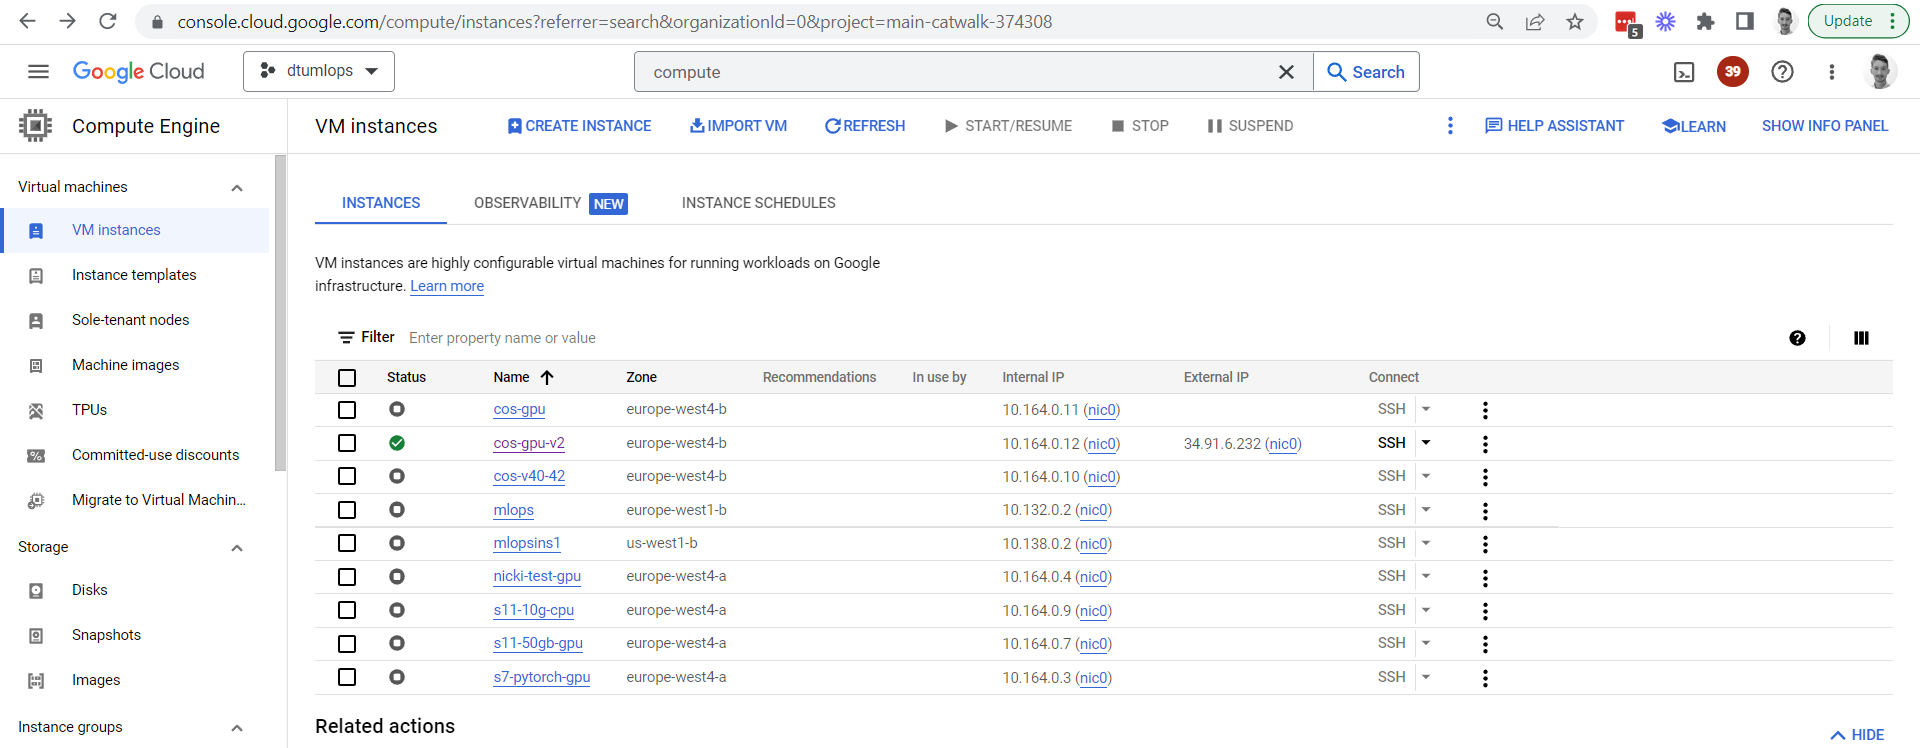 console.cloud.google.com/compute/instances?referrer=search&organizationId=0&project=main-catwalk-374308
5
Update
Google Cloud
dtumlops
compute
Search
39
Compute Engine
VM instances
CREATE INSTANCE
IMPORT VM
REFRESH
START/RESUME
STOP
SUSPEND
HELP ASSISTANT
LEARN
SHOW INFO PANEL
Virtual machines
VM instances
Instance templates
Sole-tenant nodes
Machine images
TPUs
Committed-use discounts
Migrate to Virtual Machin...
Storage
Disks
Snapshots
Images
Instance groups
INSTANCES
OBSERVABILITY NEW
INSTANCE SCHEDULES
VM instances are highly configurable virtual machines for running workloads on Google
infrastructure. Learn more
Filter Enter property name or value
Status Name Zone Recommendations In use by Internal IP External IP Connect
cos-gpu europe-west4-b 10.164.0.11 (nic0) SSH
cos-gpu-v2 europe-west4-b 10.164.0.12 (nic0) 34.91.6.232 (nic0) SSH
cos-v40-42 europe-west4-b 10.164.0.10 (nic0) SSH
mlops europe-west1-b 10.132.0.2 (nic0) SSH
mlopsins1 us-west1-b 10.138.0.2 (nic0) SSH
nicki-test-gpu europe-west4-a 10.164.0.4 (nic0) SSH
s11-10g-cpu europe-west4-a 10.164.0.9 (nic0) SSH
s11-50gb-gpu europe-west4-a 10.164.0.7 (nic0) SSH
s7-pytorch-gpu europe-west4-a 10.164.0.3 (nic0) SSH
Related actions
HIDE